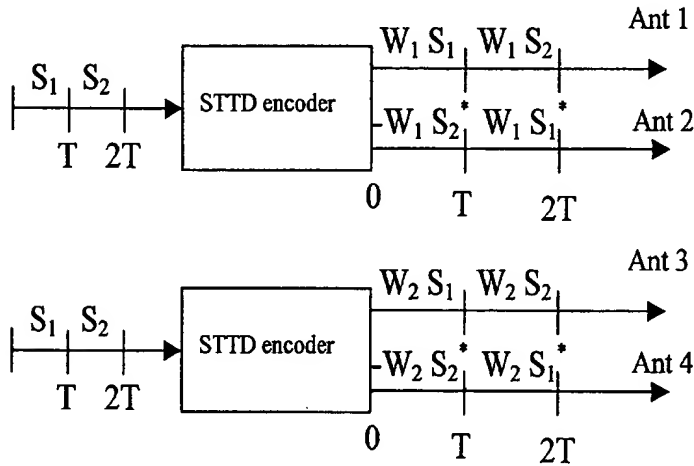 W₁ S₁ W₁ S₂ Ant 1
S₁ S₂ STTD encoder
-W₁ S₂* W₁ S₁* Ant 2
T 2T 0 T 2T
W₂ S₁ W₂ S₂ Ant 3
S₁ S₂ STTD encoder
-W₂ S₂* W₂ S₁* Ant 4
T 2T 0 T 2T